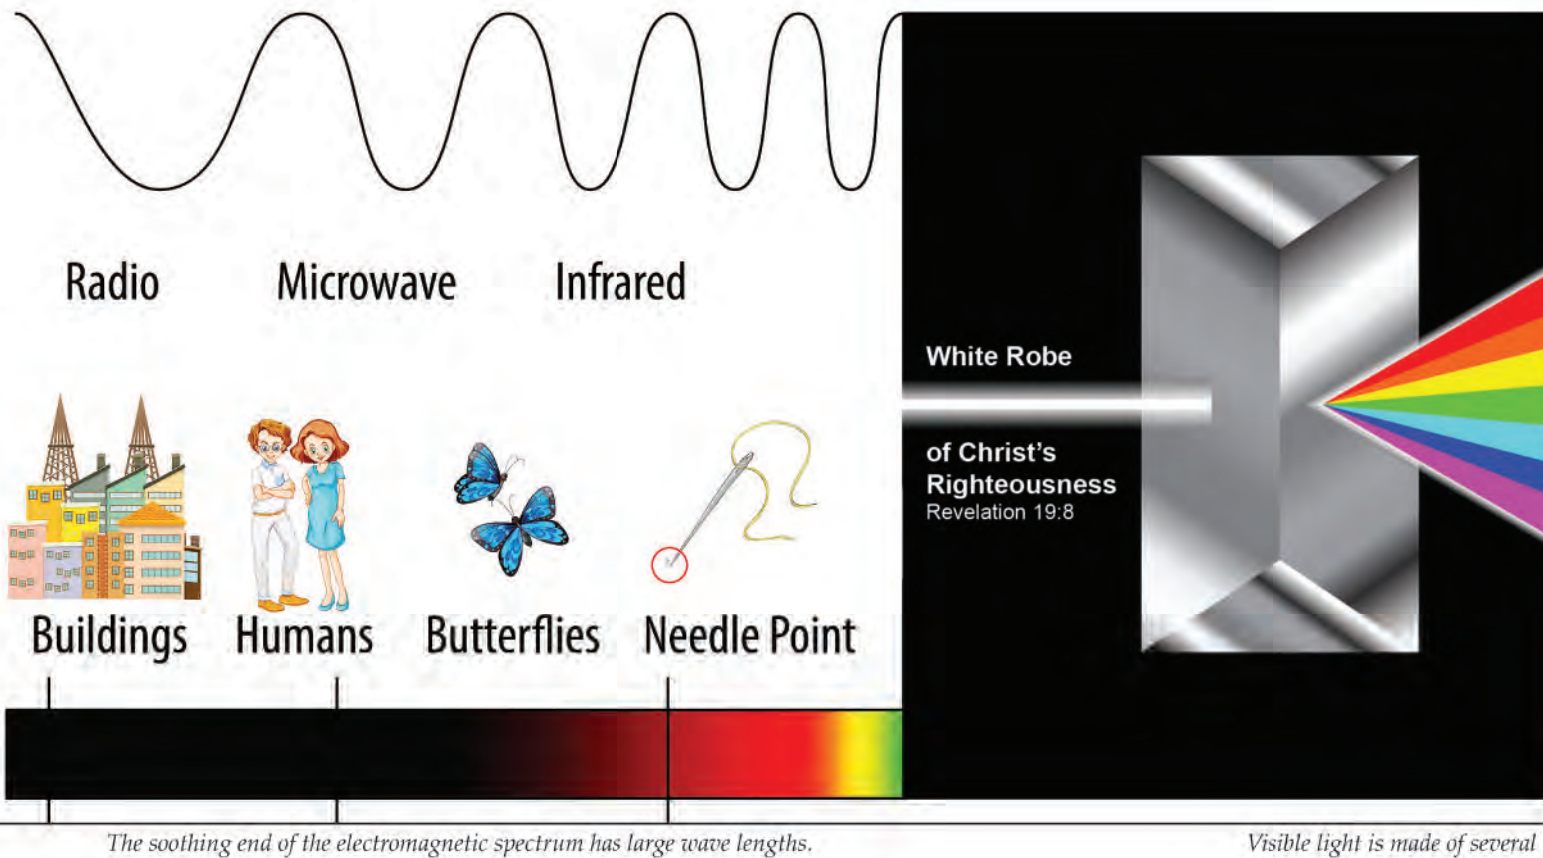 Radio Microwave Infrared
White Robe
of Christ's
Righteousness
Revelation 19:8
Buildings Humans Butterflies Needle Point
The soothing end of the electromagnetic spectrum has large wave lengths.
Visible light is made of several